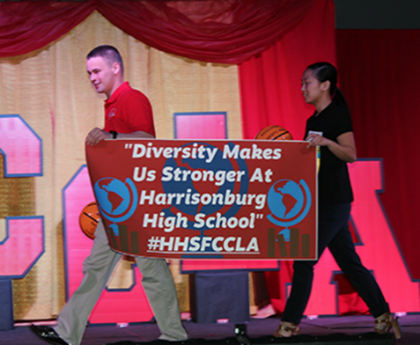 "Diversity Makes
Us Stronger At
Harrisonburg
High School"
#HHSFCCLA